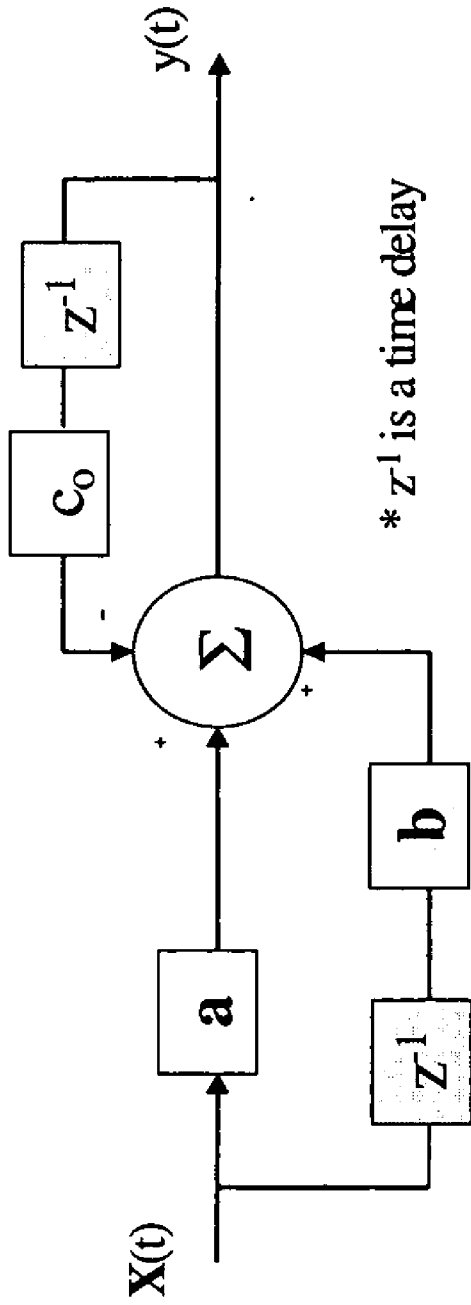 z⁻¹
c₀
-
y(t)
X(t)
a
+
Σ
+
z⁻¹
b
* z⁻¹ is a time delay